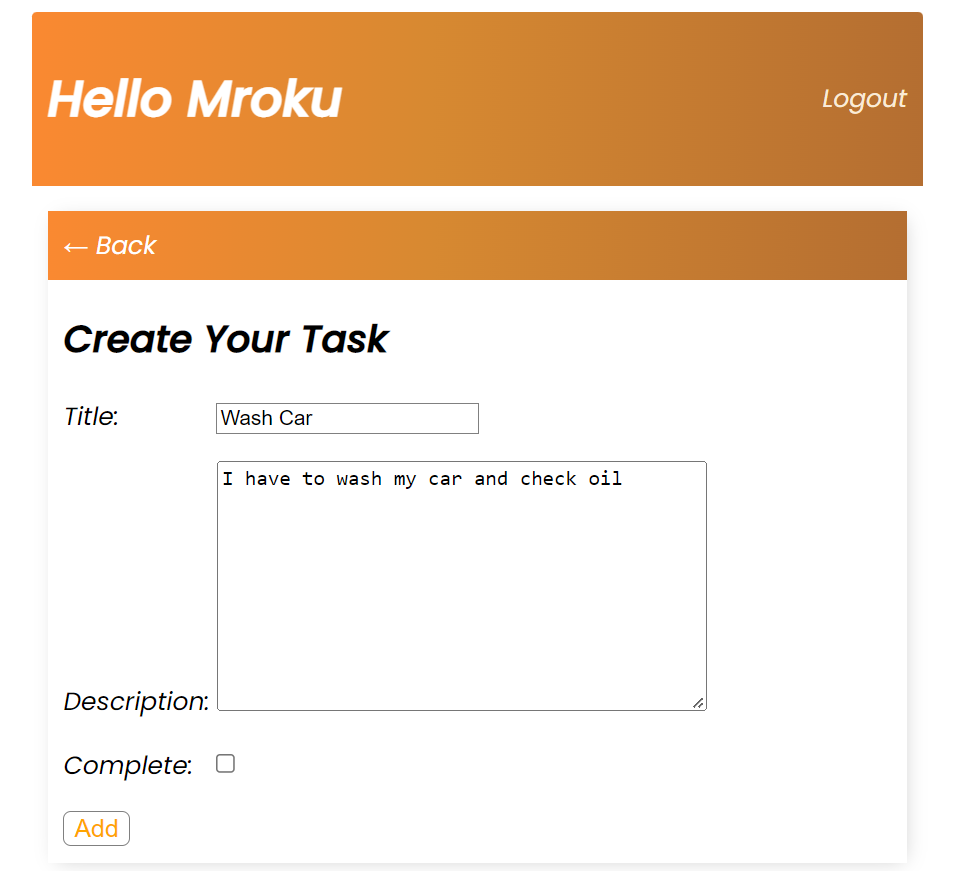 Hello Mroku
Logout
← Back
Create Your Task
Title: Wash Car
I have to wash my car and check oil
Description:
Complete:
Add